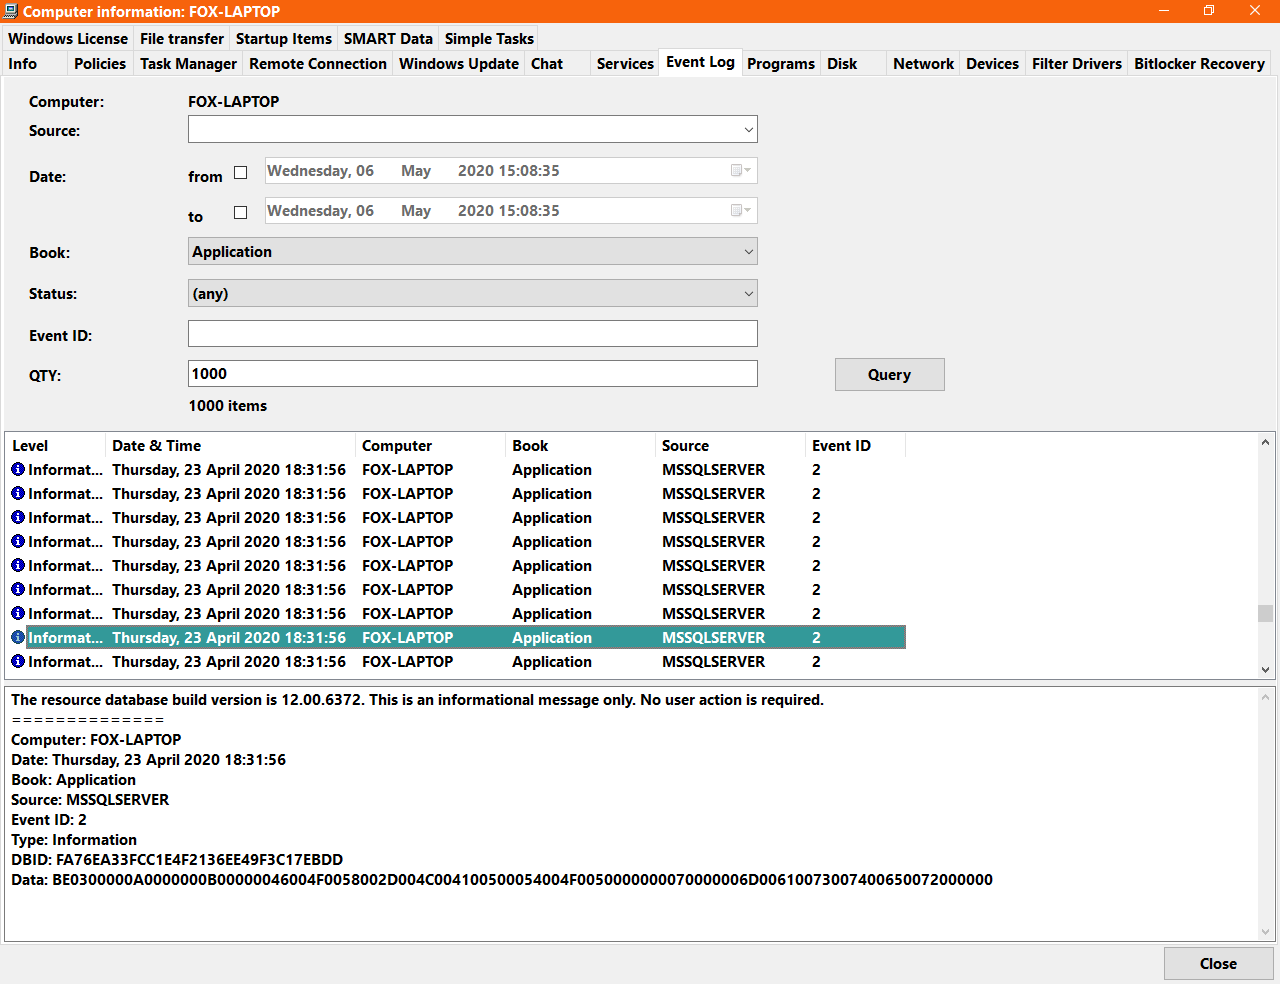 Computer information: FOX-LAPTOP
Windows License File transfer Startup Items SMART Data Simple Tasks
Info Policies Task Manager Remote Connection Windows Update Chat Services Event Log Programs Disk Network Devices Filter Drivers Bitlocker Recovery
Computer: FOX-LAPTOP
Source:
Date: from Wednesday, 06 May 2020 15:08:35
to Wednesday, 06 May 2020 15:08:35
Book: Application
Status: (any)
Event ID:
QTY: 1000 Query
1000 items
Level Date & Time Computer Book Source Event ID
Informat... Thursday, 23 April 2020 18:31:56 FOX-LAPTOP Application MSSQLSERVER 2
Informat... Thursday, 23 April 2020 18:31:56 FOX-LAPTOP Application MSSQLSERVER 2
Informat... Thursday, 23 April 2020 18:31:56 FOX-LAPTOP Application MSSQLSERVER 2
Informat... Thursday, 23 April 2020 18:31:56 FOX-LAPTOP Application MSSQLSERVER 2
Informat... Thursday, 23 April 2020 18:31:56 FOX-LAPTOP Application MSSQLSERVER 2
Informat... Thursday, 23 April 2020 18:31:56 FOX-LAPTOP Application MSSQLSERVER 2
Informat... Thursday, 23 April 2020 18:31:56 FOX-LAPTOP Application MSSQLSERVER 2
Informat... Thursday, 23 April 2020 18:31:56 FOX-LAPTOP Application MSSQLSERVER 2
Informat... Thursday, 23 April 2020 18:31:56 FOX-LAPTOP Application MSSQLSERVER 2
The resource database build version is 12.00.6372. This is an informational message only. No user action is required.
==============
Computer: FOX-LAPTOP
Date: Thursday, 23 April 2020 18:31:56
Book: Application
Source: MSSQLSERVER
Event ID: 2
Type: Information
DBID: FA76EA33FCC1E4F2136EE49F3C17EBDD
Data: BE0300000A0000000B00000046004F0058002D004C004100500054004F0050000000070000006D00610073007400650072000000
Close